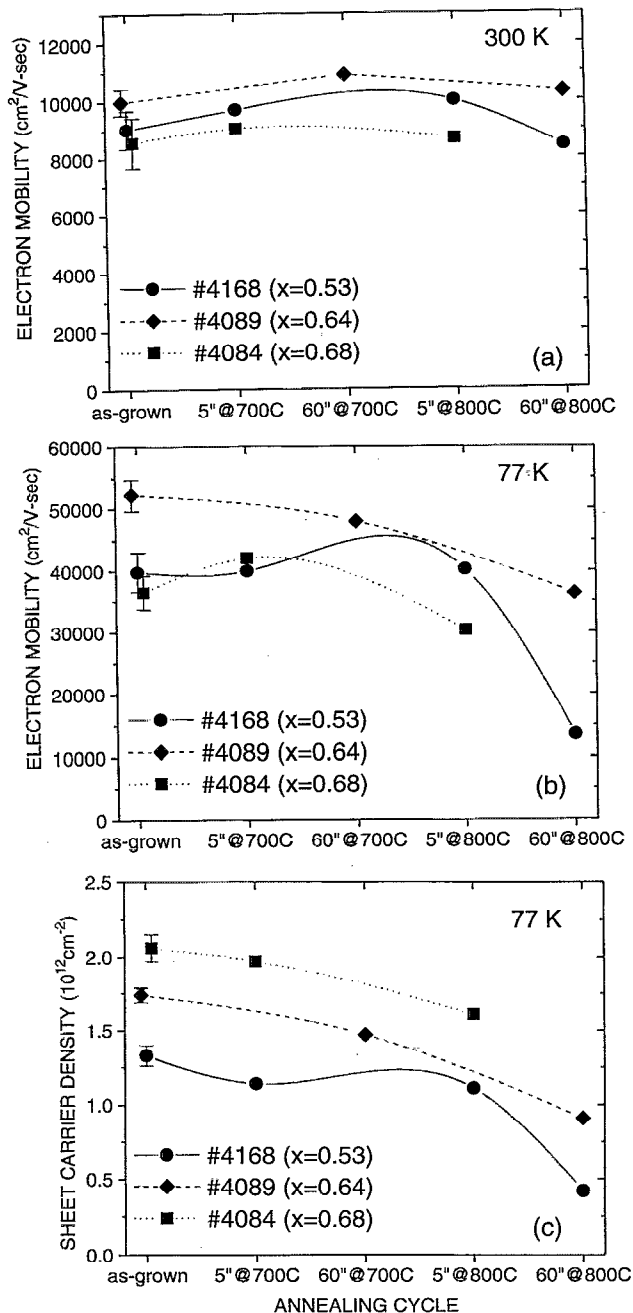 ELECTRON MOBILITY (cm²/V-sec)
12000
10000
8000
6000
4000
2000
0
300 K
#4168 (x=0.53)
#4089 (x=0.64)
#4084 (x=0.68)
(a)
as-grown 5"@700C 60"@700C 5"@800C 60"@800C
ELECTRON MOBILITY (cm²/V-sec)
60000
50000
40000
30000
20000
10000
0
77 K
#4168 (x=0.53)
#4089 (x=0.64)
#4084 (x=0.68)
(b)
as-grown 5"@700C 60"@700C 5"@800C 60"@800C
SHEET CARRIER DENSITY (10¹²cm⁻²)
2.5
2.0
1.5
1.0
0.5
0.0
77 K
#4168 (x=0.53)
#4089 (x=0.64)
#4084 (x=0.68)
(c)
as-grown 5"@700C 60"@700C 5"@800C 60"@800C
ANNEALING CYCLE